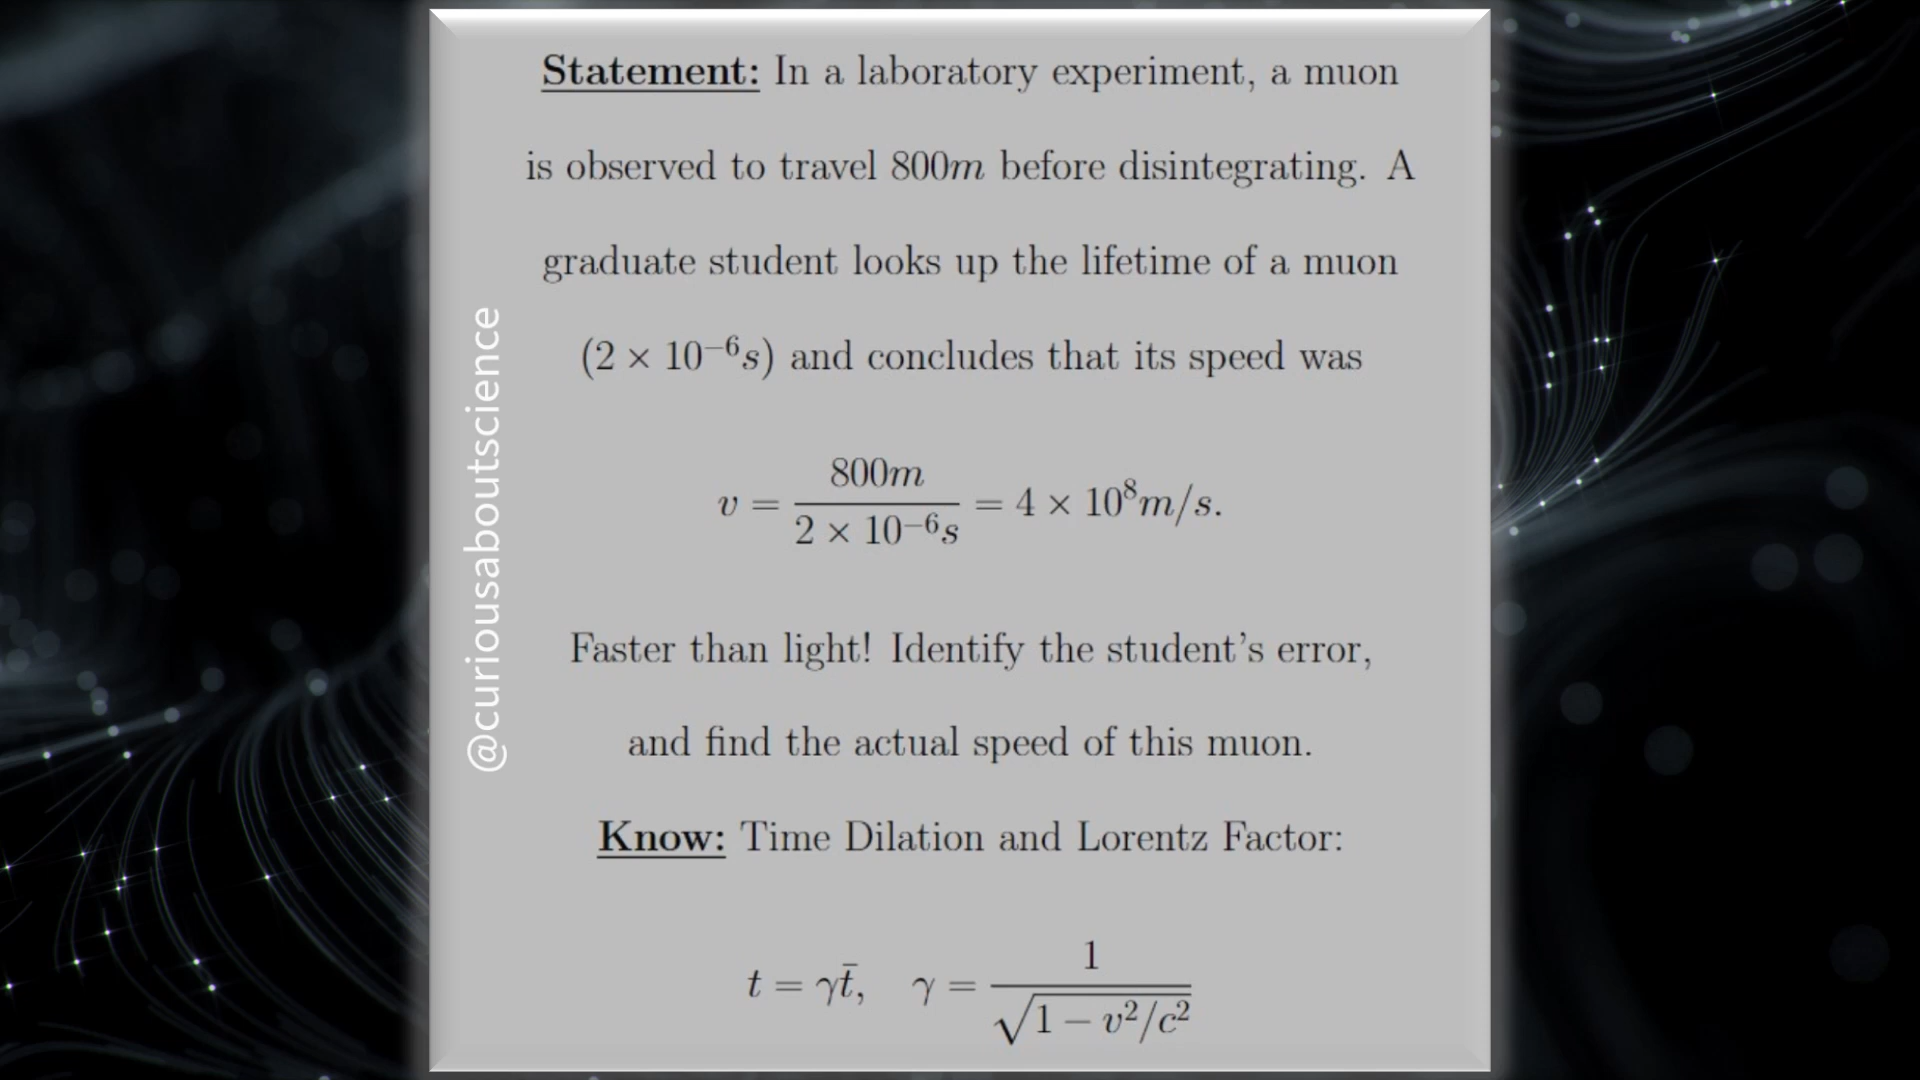 Statement: In a laboratory experiment, a muon
is observed to travel 800m before disintegrating. A
graduate student looks up the lifetime of a muon
(2 × 10⁻⁶s) and concludes that its speed was
v = 800m / 2 × 10⁻⁶s = 4 × 10⁸m/s.
Faster than light! Identify the student's error,
and find the actual speed of this muon.
Know: Time Dilation and Lorentz Factor:
t = γt̄, γ = 1 / √(1 − v²/c²)
@curiousaboutscience